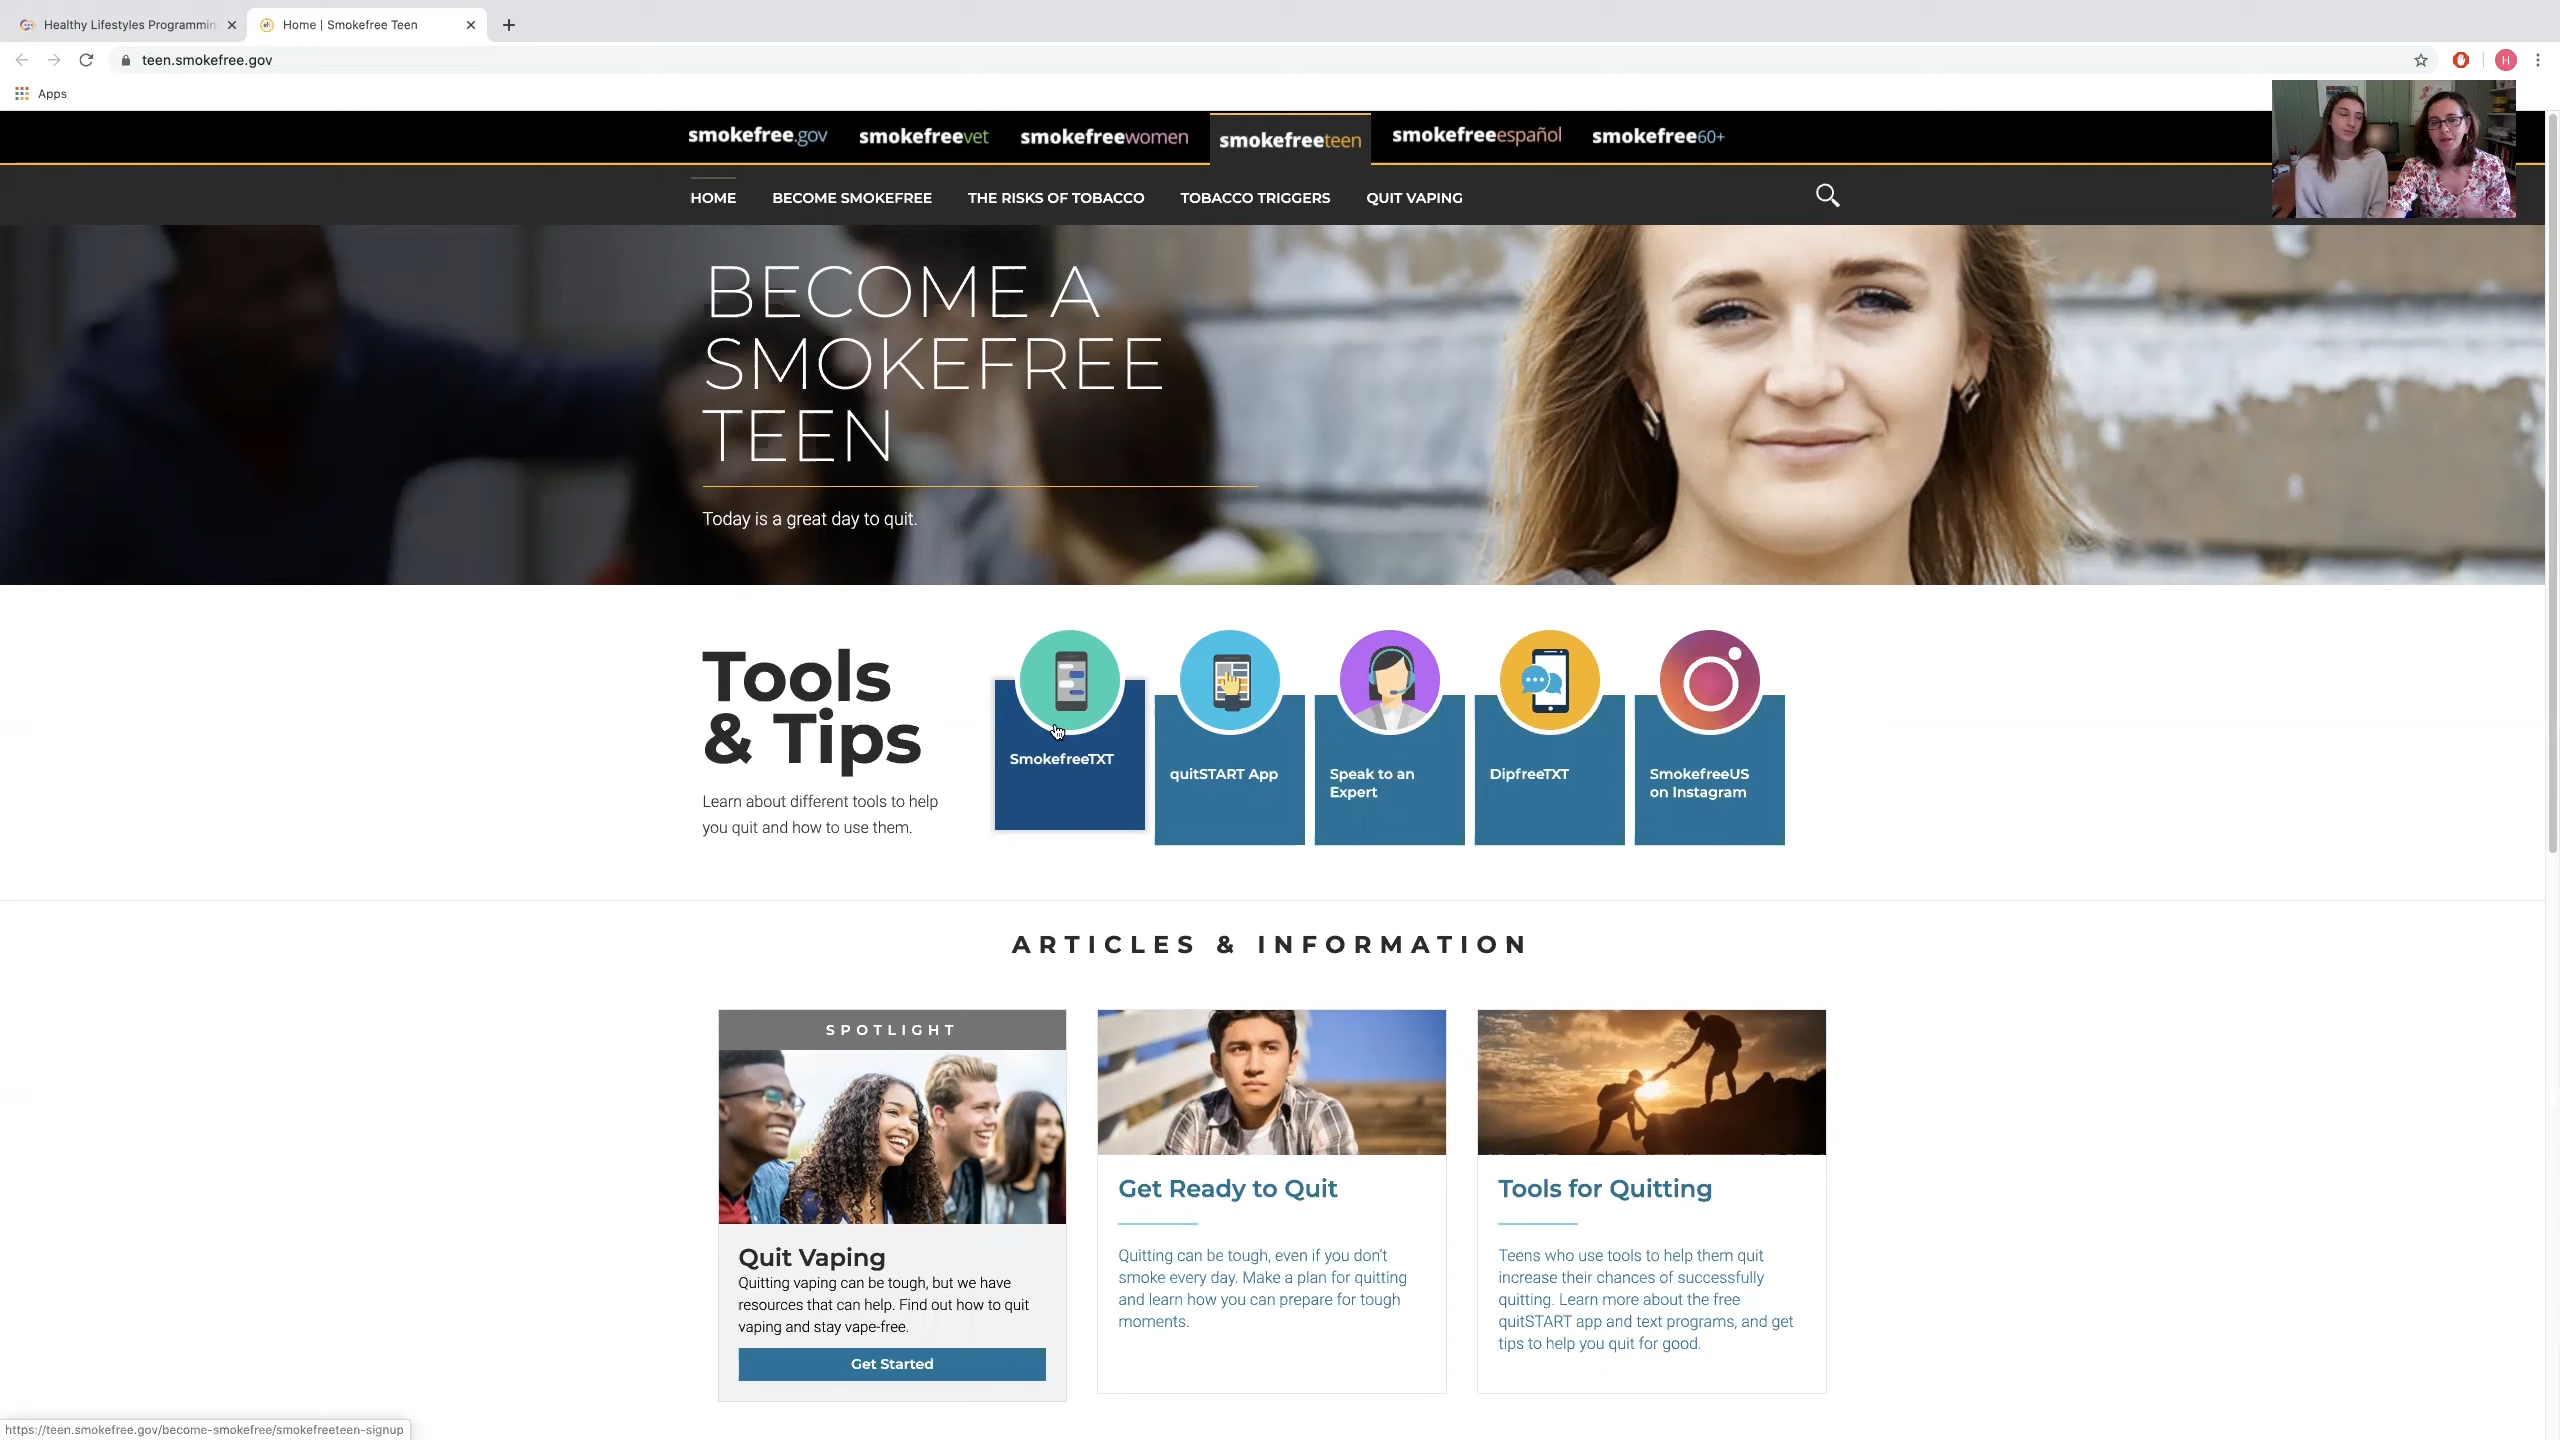 Healthy Lifestyles Programmin
Home | Smokefree Teen
teen.smokefree.gov
H
Apps
smokefree.gov
smokefreevet
smokefreewomen
smokefreeteen
smokefreeespañol
smokefree60+
HOME
BECOME SMOKEFREE
THE RISKS OF TOBACCO
TOBACCO TRIGGERS
QUIT VAPING
BECOME A
SMOKEFREE
TEEN
Today is a great day to quit.
Tools
& Tips
Learn about different tools to help
you quit and how to use them.
SmokefreeTXT
quitSTART App
Speak to an
Expert
DipfreeTXT
SmokefreeUS
on Instagram
ARTICLES & INFORMATION
SPOTLIGHT
Quit Vaping
Quitting vaping can be tough, but we have
resources that can help. Find out how to quit
vaping and stay vape-free.
Get Started
Get Ready to Quit
Quitting can be tough, even if you don't
smoke every day. Make a plan for quitting
and learn how you can prepare for tough
moments.
Tools for Quitting
Teens who use tools to help them quit
increase their chances of successfully
quitting. Learn more about the free
quitSTART app and text programs, and get
tips to help you quit for good.
https://teen.smokefree.gov/become-smokefree/smokefreeteen-signup